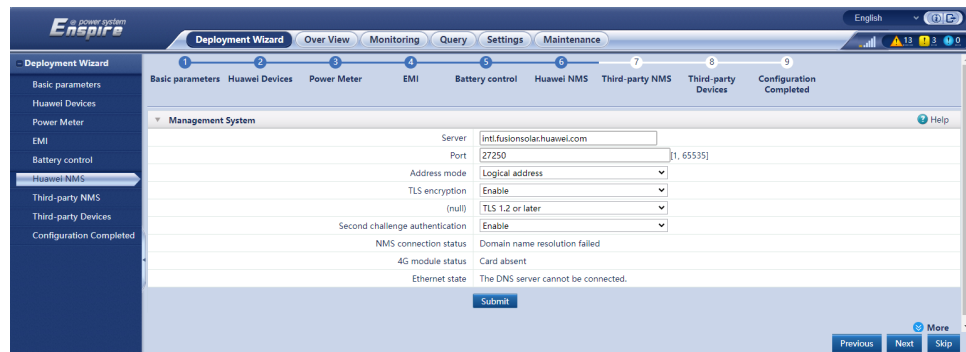 English
e power system
Enspire
Deployment Wizard Over View Monitoring Query Settings Maintenance
13 3 0
Deployment Wizard
Basic parameters
Huawei Devices
Power Meter
EMI
Battery control
Huawei NMS
Third-party NMS
Third-party Devices
Configuration Completed
1 2 3 4 5 6 7 8 9
Basic parameters Huawei Devices Power Meter EMI Battery control Huawei NMS Third-party NMS Third-party Configuration
Devices Completed
Management System Help
Server intl.fusionsolar.huawei.com
Port 27250 [1, 65535]
Address mode Logical address
TLS encryption Enable
(null) TLS 1.2 or later
Second challenge authentication Enable
NMS connection status Domain name resolution failed
4G module status Card absent
Ethernet state The DNS server cannot be connected.
Submit
More
Previous Next Skip